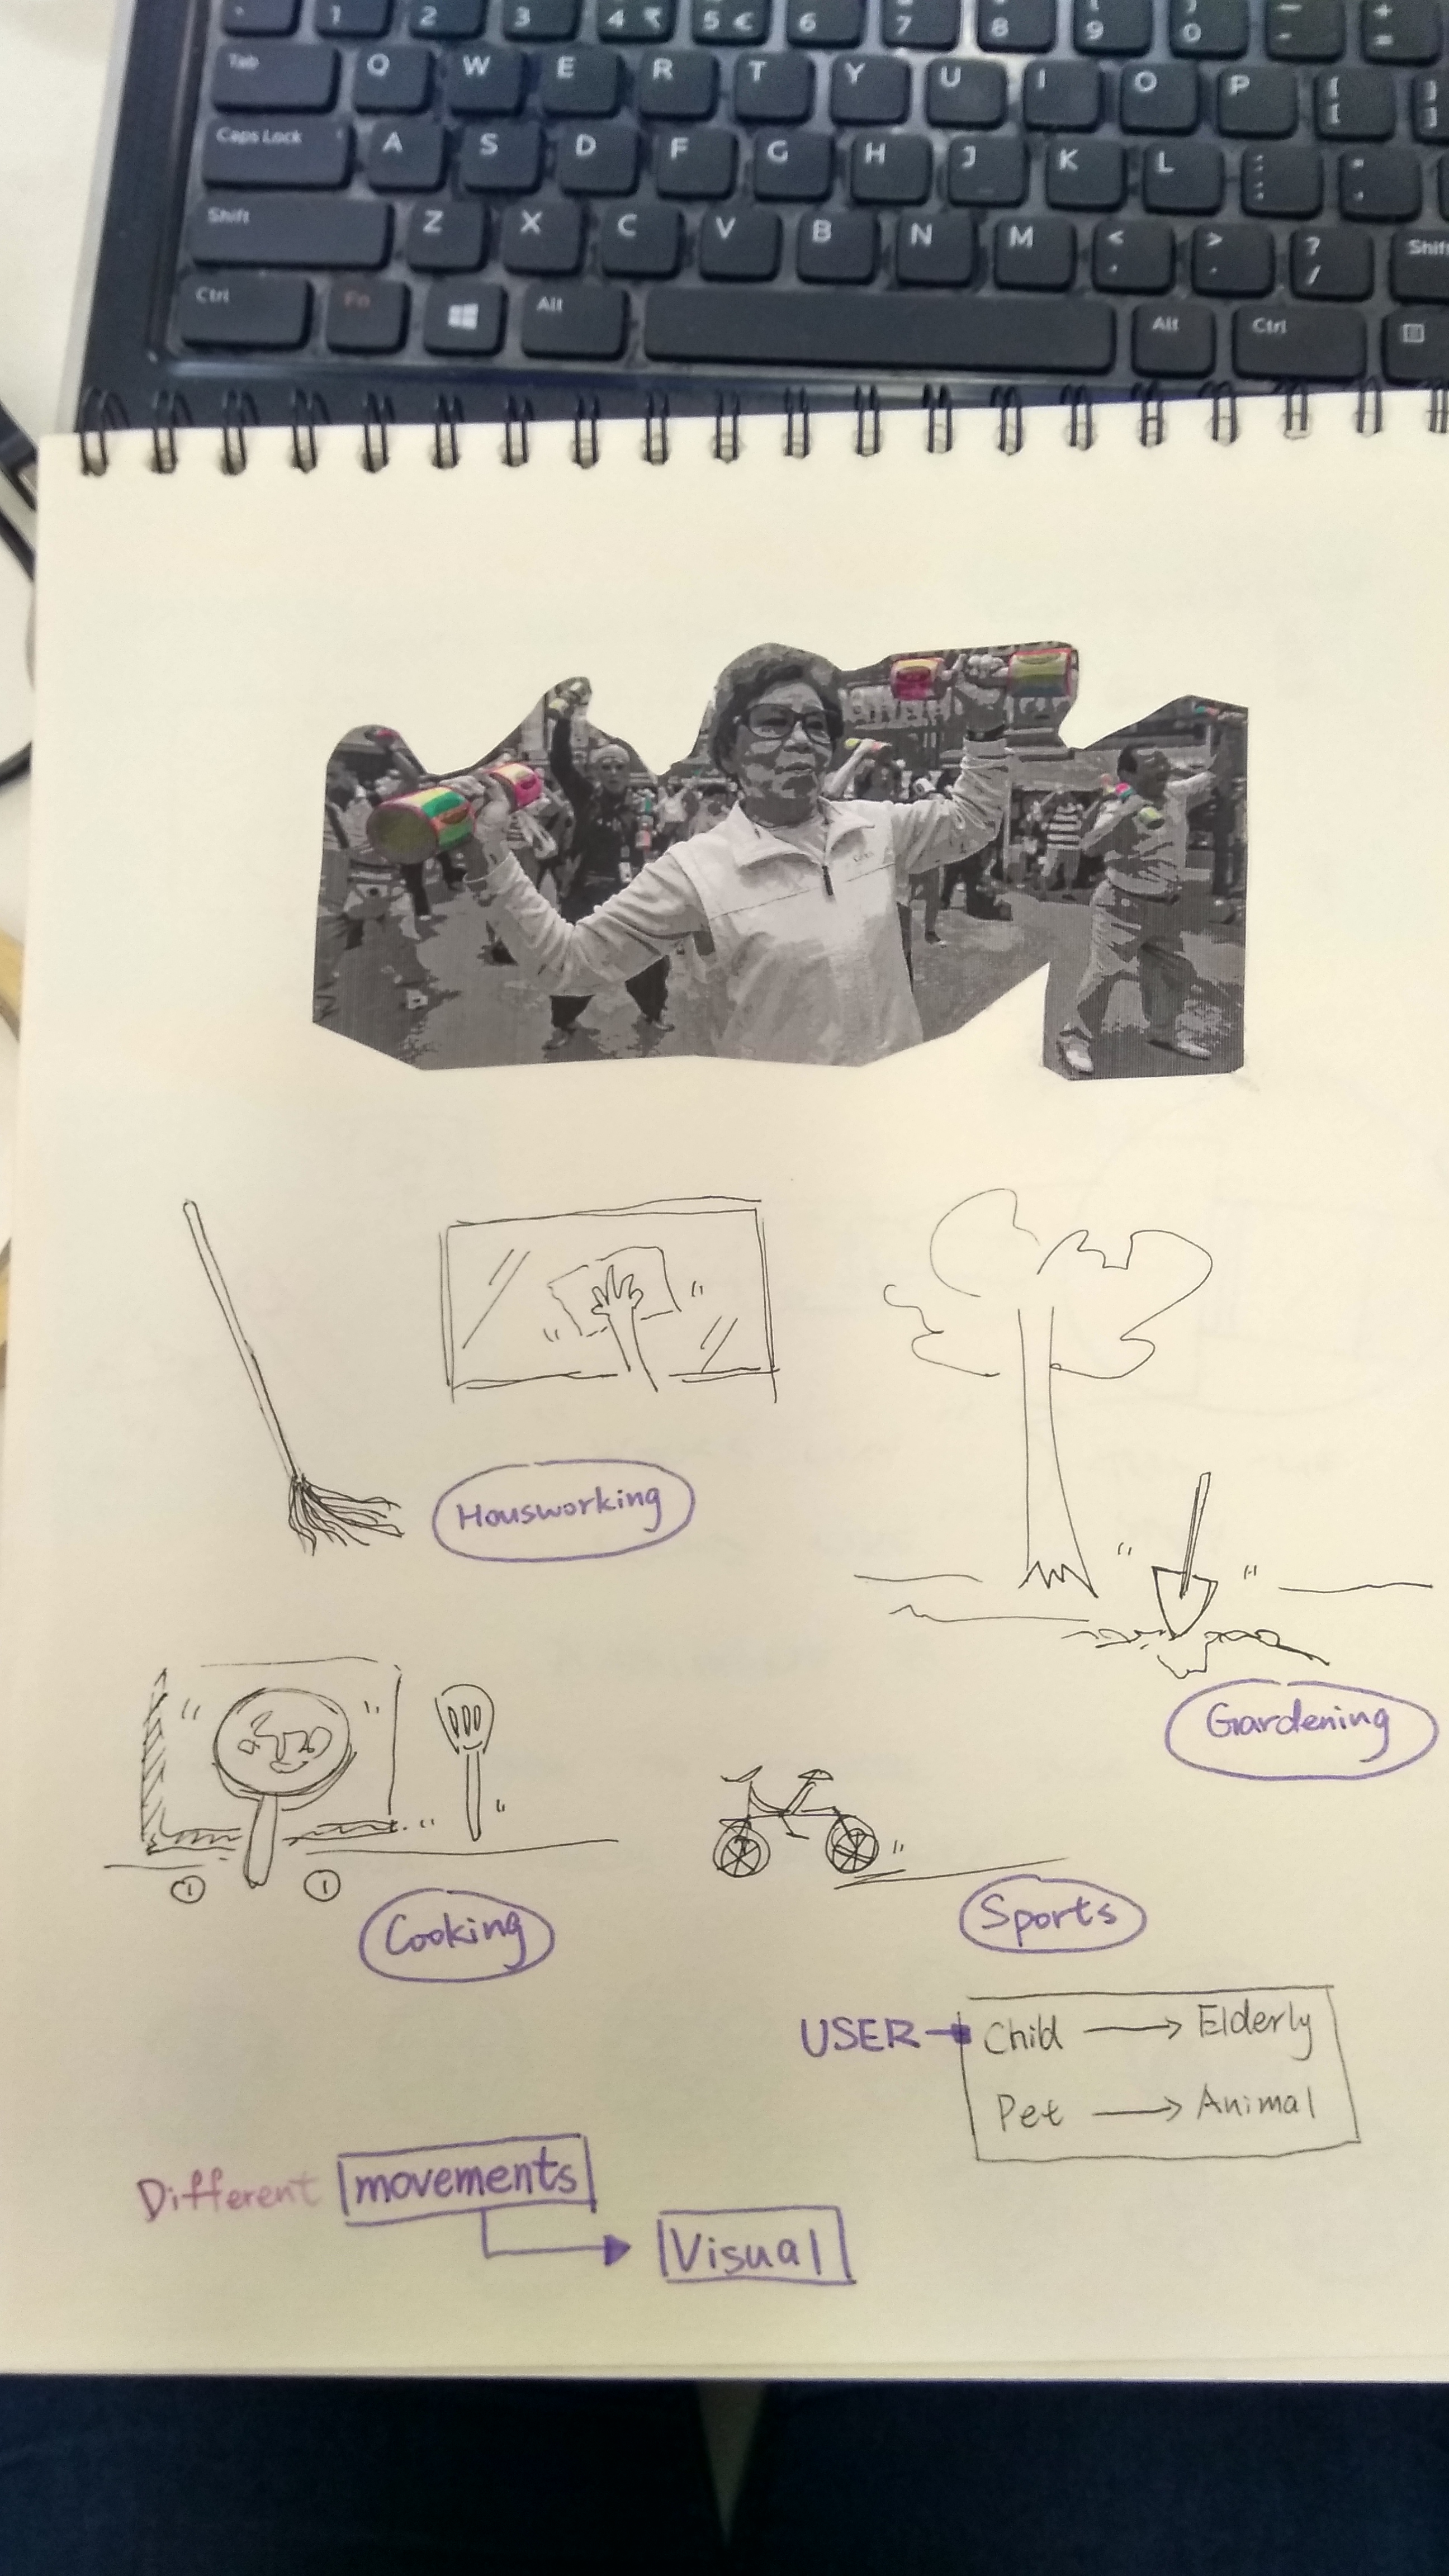 1 2 3 4 ₹ 5 € 6 7 8 9 0 - + =
Tab Q W E R T Y U I O P { [ } ]
Caps Lock A S D F G H J K L : ; " '
Shift Z X C V B N M < , > . ? / Shift
Ctrl Fn Alt Alt Ctrl
Housworking
Gardening
Cooking
Sports
USER → Child → Elderly
Pet → Animal
Different movements
Visual